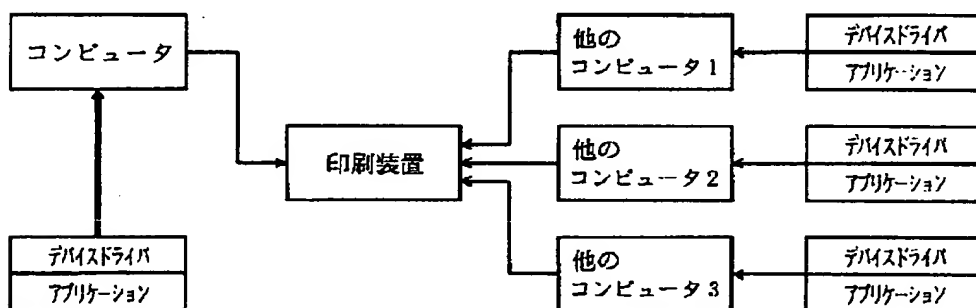 コンピュータ
デバイスドライバ
アプリケーション
印刷装置
他の
コンピュータ1
デバイスドライバ
アプリケーション
他の
コンピュータ2
デバイスドライバ
アプリケーション
他の
コンピュータ3
デバイスドライバ
アプリケーション